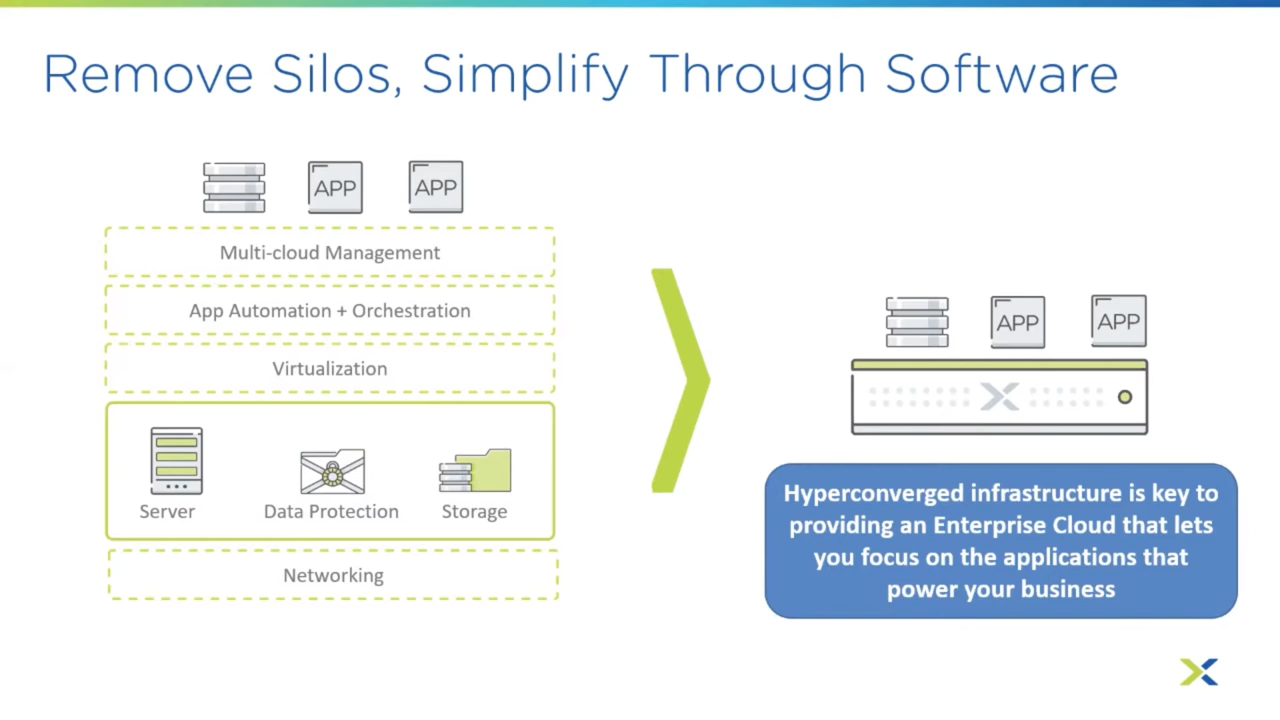 Remove Silos, Simplify Through Software
APP
APP
Multi-cloud Management
App Automation + Orchestration
Virtualization
Server
Data Protection
Storage
Networking
APP
APP
Hyperconverged infrastructure is key to
providing an Enterprise Cloud that lets
you focus on the applications that
power your business